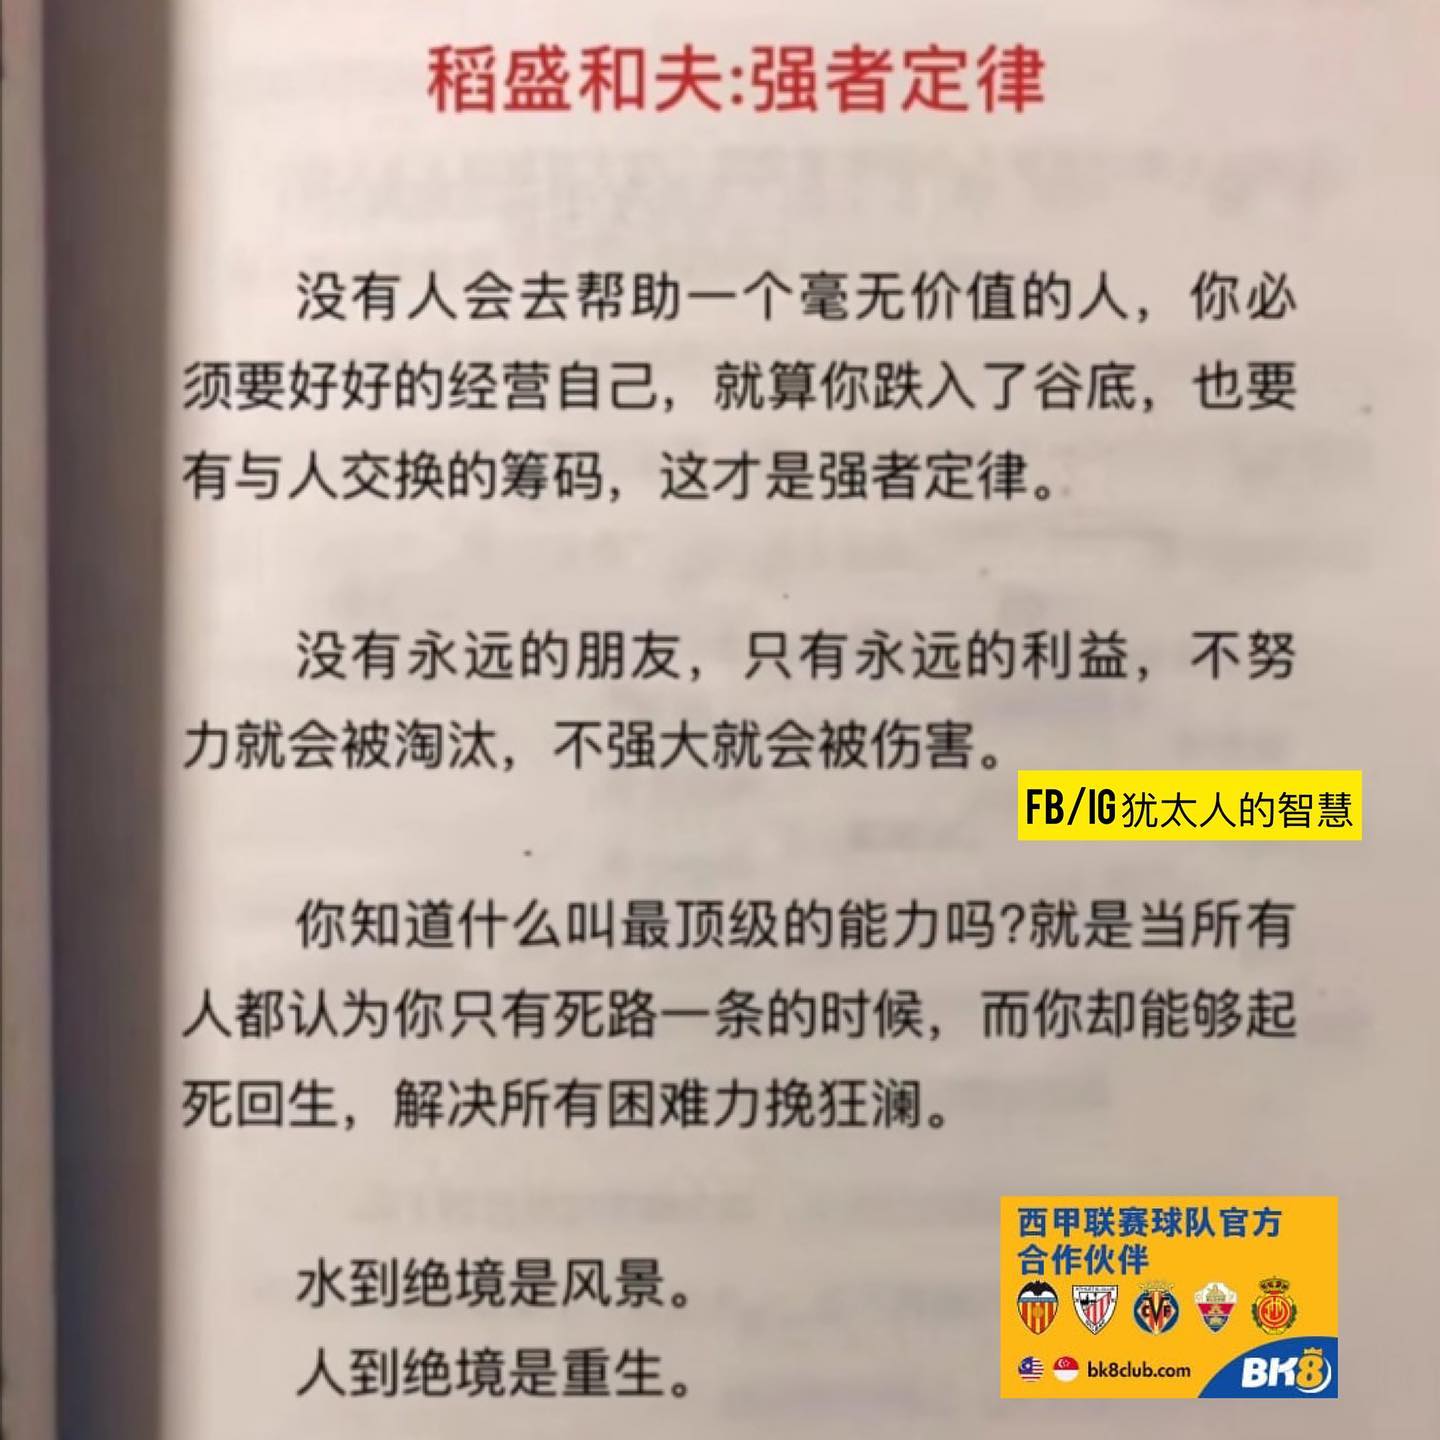 稻盛和夫:强者定律
没有人会去帮助一个毫无价值的人，你必
须要好好的经营自己，就算你跌入了谷底，也要
有与人交换的筹码，这才是强者定律。
没有永远的朋友，只有永远的利益，不努
力就会被淘汰，不强大就会被伤害。
FB/IG犹太人的智慧
你知道什么叫最顶级的能力吗?就是当所有
人都认为你只有死路一条的时候，而你却能够起
死回生，解决所有困难力挽狂澜。
水到绝境是风景。
人到绝境是重生。
西甲联赛球队官方
合作伙伴
bk8club.com
BK8